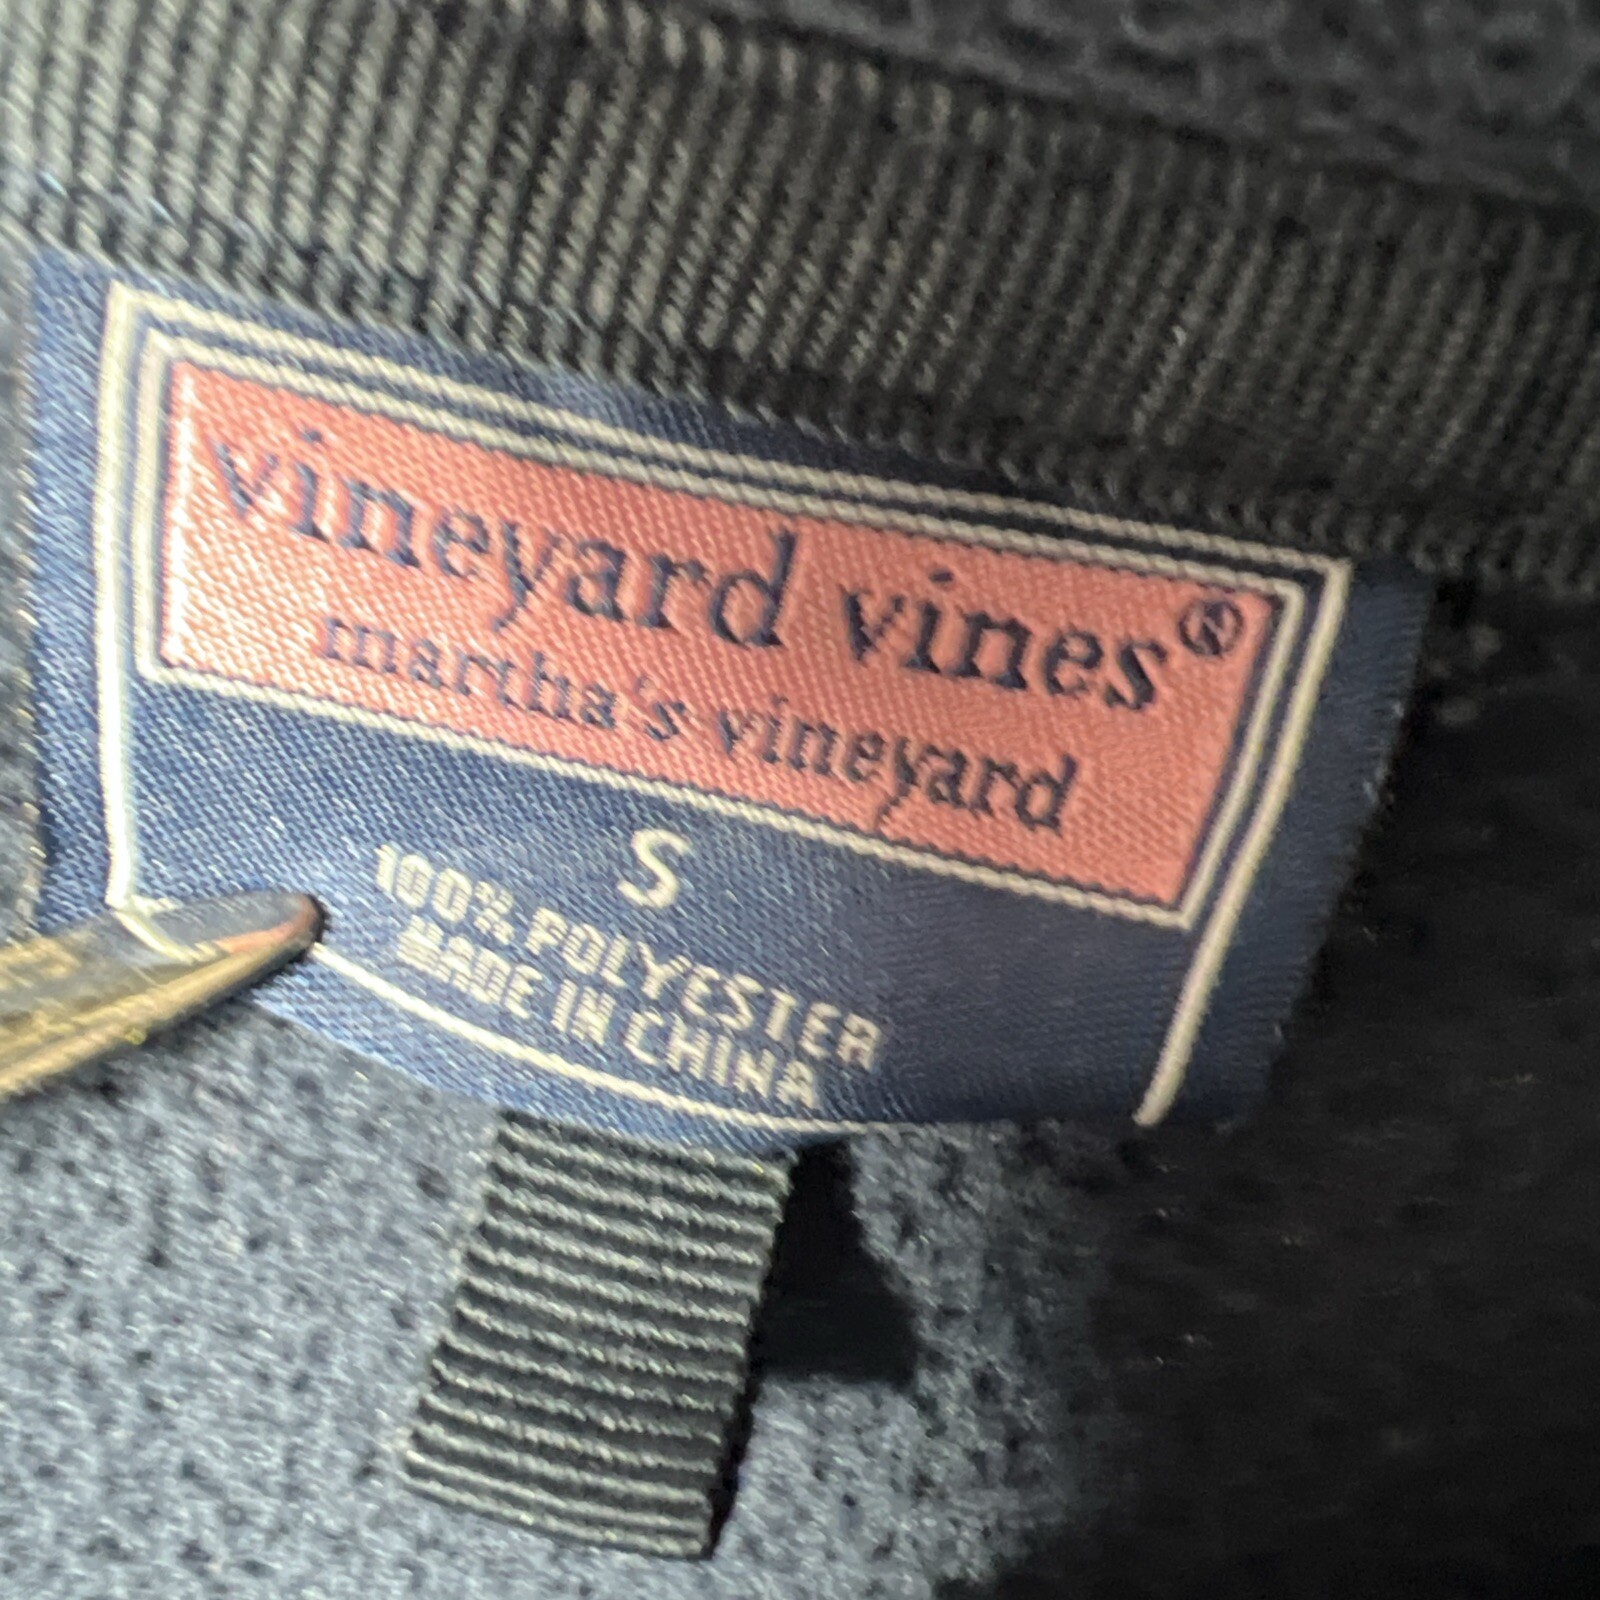 vineyard vines®
martha's vineyard
S
100% POLYESTER
MADE IN CHINA